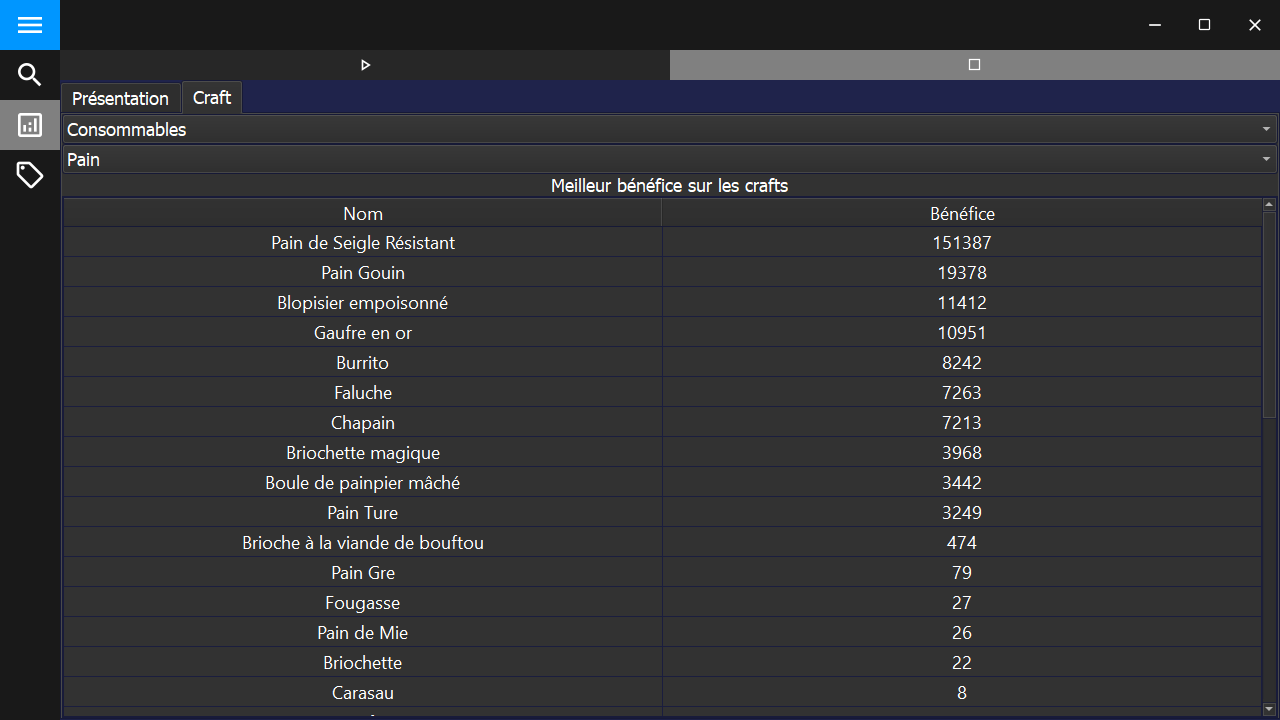 Présentation Craft
Consommables
Pain
Meilleur bénéfice sur les crafts
Nom Bénéfice
Pain de Seigle Résistant 151387
Pain Gouin 19378
Blopisier empoisonné 11412
Gaufre en or 10951
Burrito 8242
Faluche 7263
Chapain 7213
Briochette magique 3968
Boule de painpier mâché 3442
Pain Ture 3249
Brioche à la viande de bouftou 474
Pain Gre 79
Fougasse 27
Pain de Mie 26
Briochette 22
Carasau 8